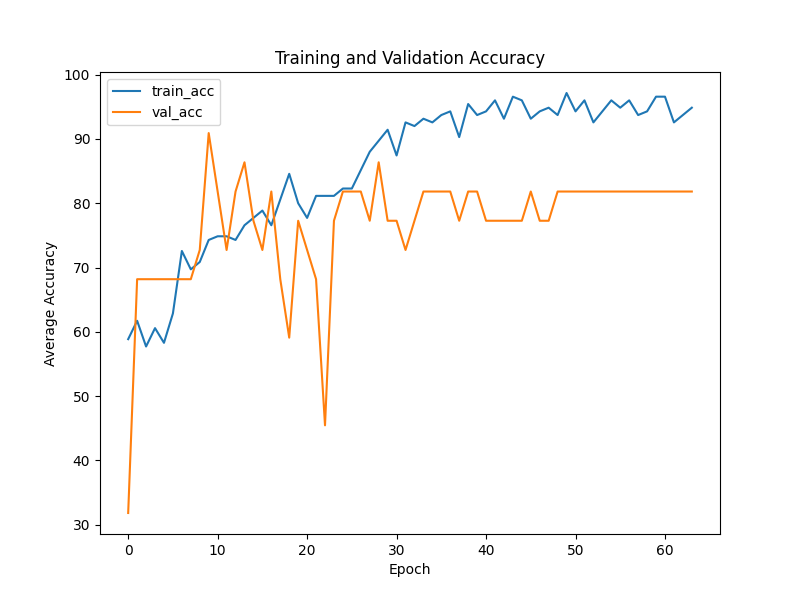 Training and Validation Accuracy
train_acc
val_acc
100
90
80
70
60
50
40
30
Average Accuracy
0 10 20 30 40 50 60
Epoch